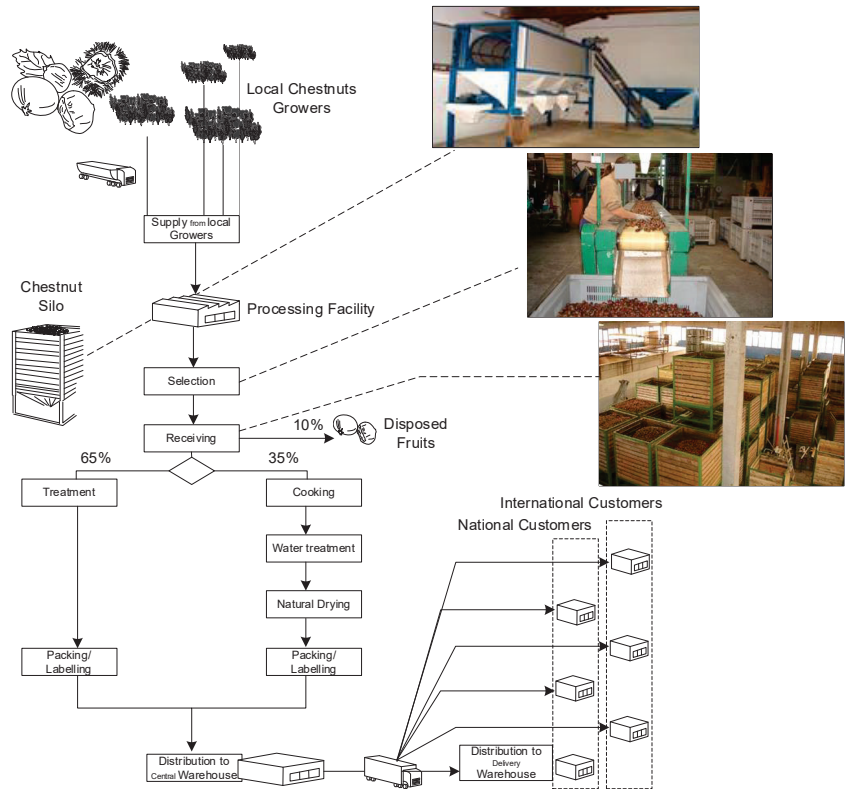 Local Chestnuts
Growers
Supply from local
Growers
Chestnut
Silo
Processing Facility
Selection
Receiving
10%
Disposed
Fruits
65%
35%
Treatment
Cooking
Water treatment
Natural Drying
Packing/
Labelling
Packing/
Labelling
International Customers
National Customers
Distribution to
Central Warehouse
Distribution to
Delivery
Warehouse